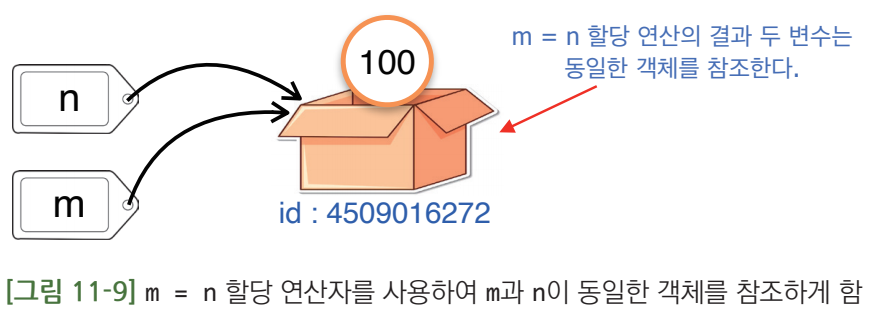 100
m = n 할당 연산의 결과 두 변수는
동일한 객체를 참조한다.
n
m
id : 4509016272
[그림 11-9] m = n 할당 연산자를 사용하여 m과 n이 동일한 객체를 참조하게 함